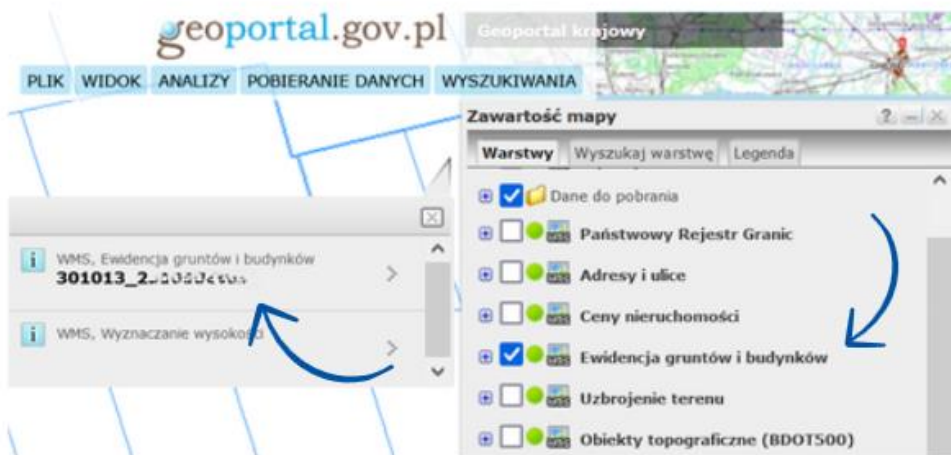 geoportal.gov.pl
Geoportal krajowy
PLIK WIDOK ANALIZY POBIERANIE DANYCH WYSZUKIWANIA
Zawartość mapy
Warstwy Wyszukaj warstwę Legenda
Dane do pobrania
Państwowy Rejestr Granic
Adresy i ulice
Ceny nieruchomości
Ewidencja gruntów i budynków
Uzbrojenie terenu
Obiekty topograficzne (BDOT500)
WMS, Ewidencja gruntów i budynków
WMS, Wyznaczanie wysokości